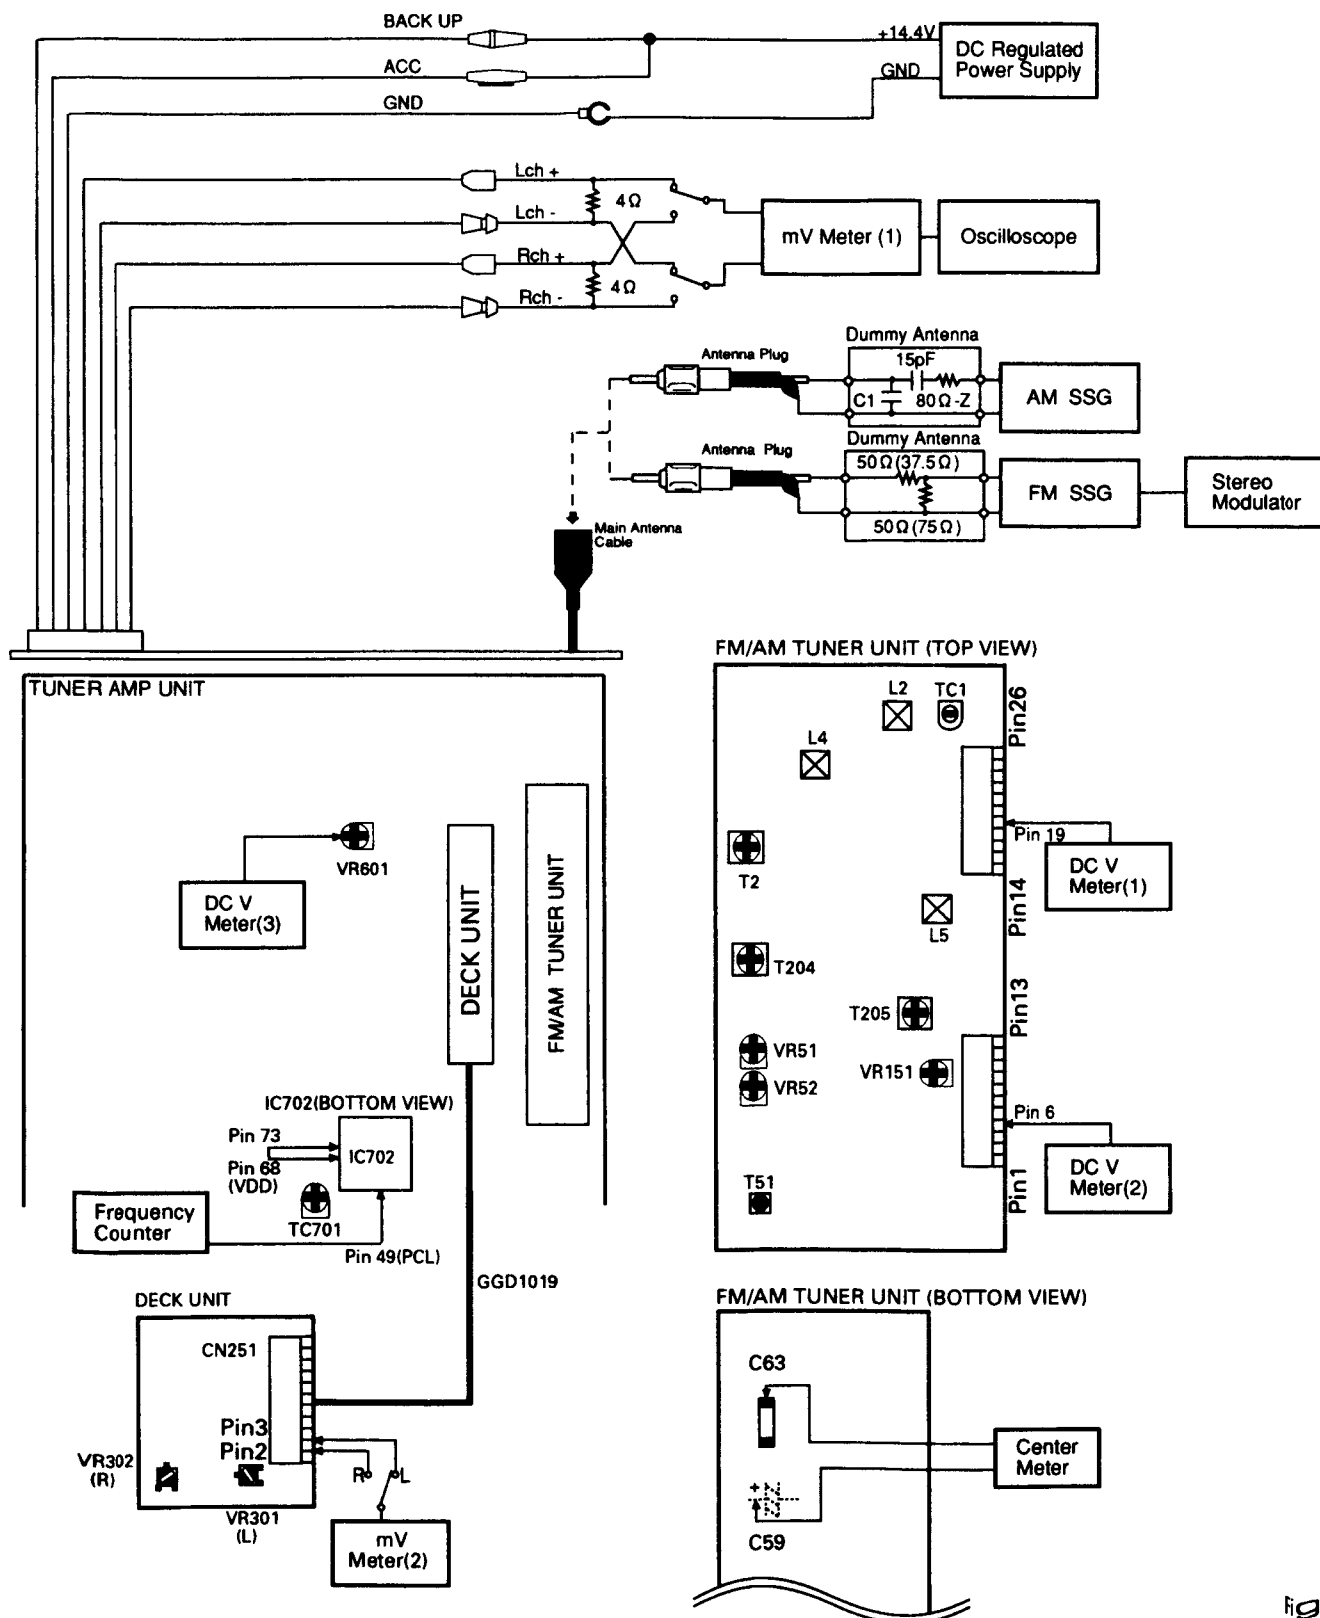 BACK UP
+14.4V
DC Regulated
Power Supply
ACC
GND
GND
Lch +
4Ω
Lch -
mV Meter (1)
Oscilloscope
Rch +
4Ω
Rch -
Dummy Antenna
Antenna Plug
15pF
C1
80Ω-Z
AM SSG
Dummy Antenna
Antenna Plug
50Ω(37.5Ω)
FM SSG
Stereo
Modulator
50Ω(75Ω)
Main Antenna
Cable
TUNER AMP UNIT
VR601
DC V
Meter(3)
DECK UNIT
FM/AM TUNER UNIT
IC702(BOTTOM VIEW)
Pin 73
IC702
Pin 68
(VDD)
TC701
Frequency
Counter
Pin 49(PCL)
GGD1019
DECK UNIT
CN251
Pin3
Pin2
VR302
(R)
VR301
(L)
R
L
mV
Meter(2)
FM/AM TUNER UNIT (TOP VIEW)
L2
TC1
Pin26
L4
Pin 19
DC V
Meter(1)
T2
Pin14
L5
T204
Pin13
T205
VR51
VR52
VR151
Pin 6
DC V
Meter(2)
T51
Pin1
FM/AM TUNER UNIT (BOTTOM VIEW)
C63
Center
Meter
+
C59